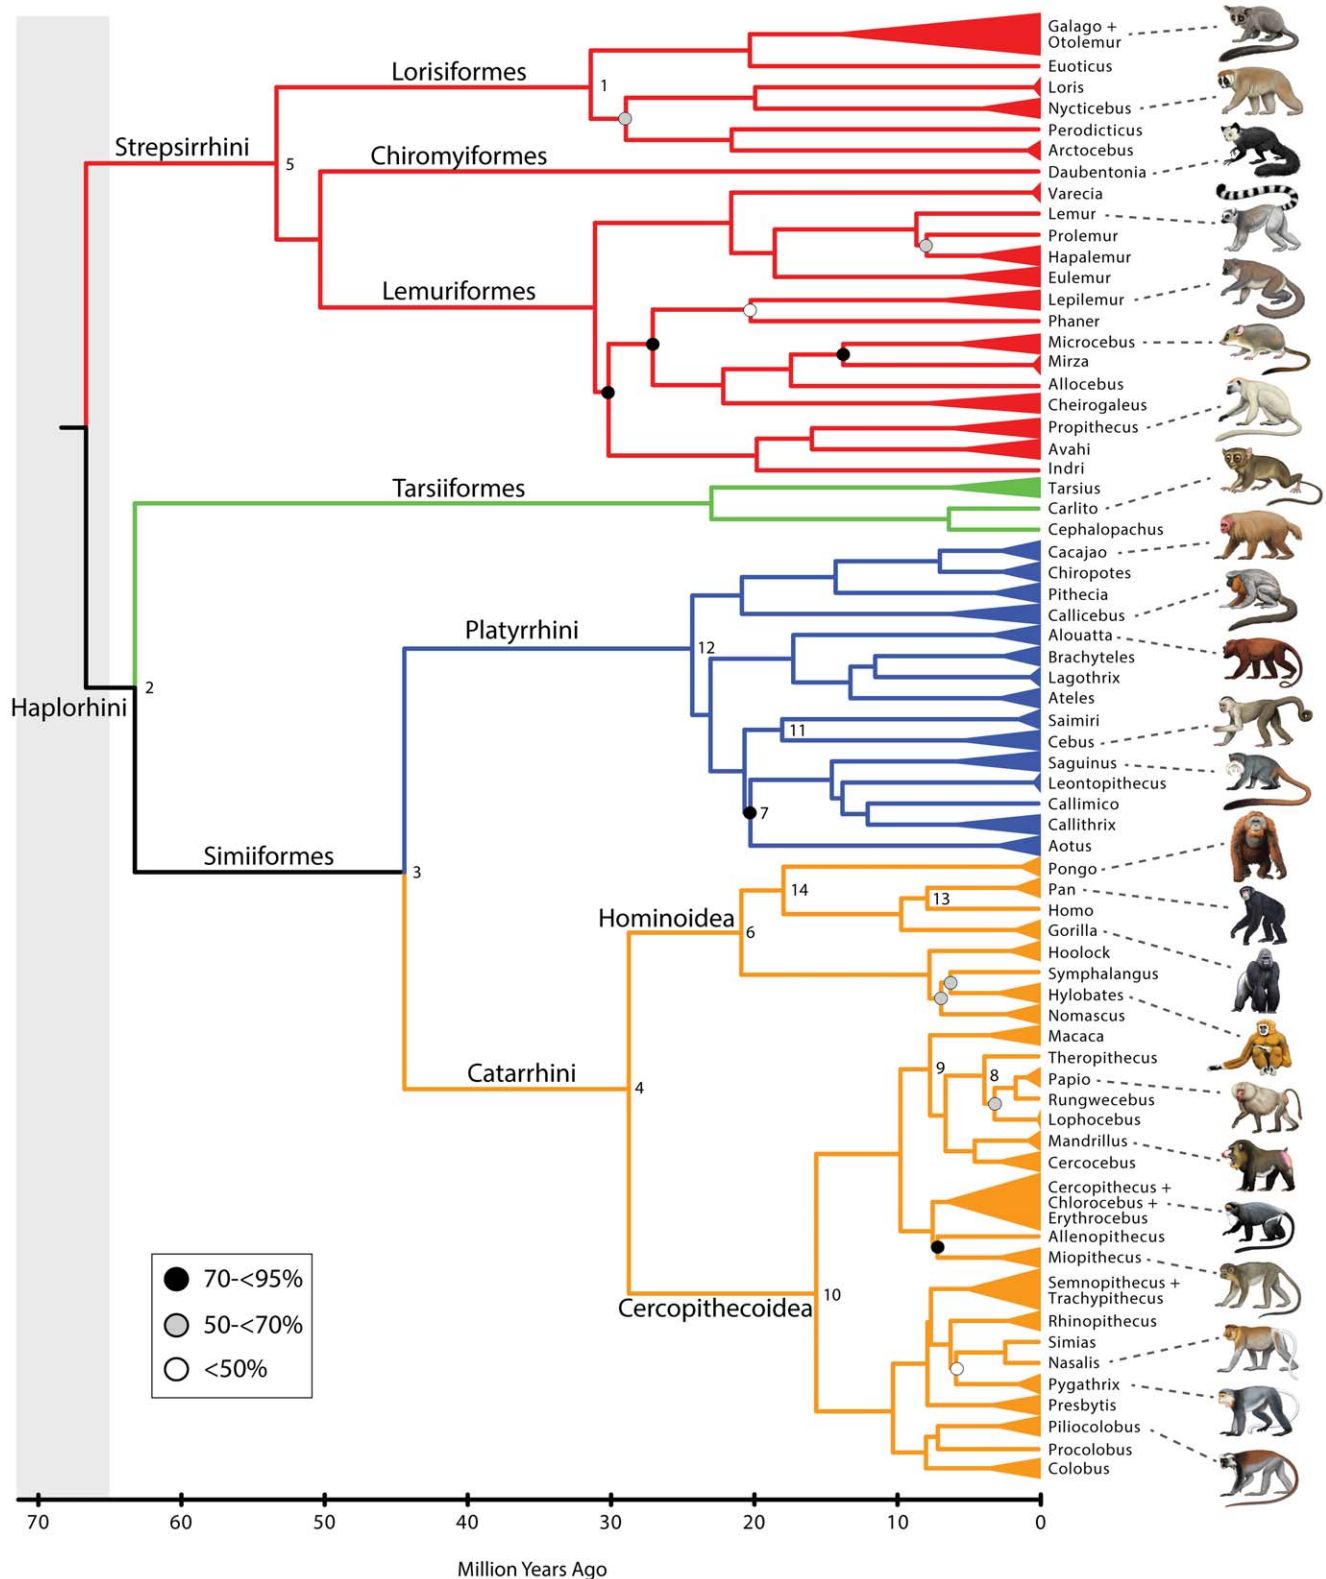 Galago +
Otolemur
Euoticus
Lorisiformes
1
Loris
Nycticebus
Perodicticus
Strepsirrhini
5
Chiromyiformes
Arctocebus
Daubentonia
Varecia
Lemur
Prolemur
Hapalemur
Eulemur
Lemuriformes
Lepilemur
Phaner
Microcebus
Mirza
Allocebus
Cheirogaleus
Propithecus
Avahi
Indri
Tarsiiformes
Tarsius
Carlito
Cephalopachus
Cacajao
Chiropotes
Pithecia
Callicebus
Platyrrhini
12
Alouatta
Brachyteles
Lagothrix
Ateles
2
Haplorhini
Saimiri
11
Cebus
Saguinus
Leontopithecus
Callimico
7
Callithrix
Aotus
Simiiformes
3
Pongo
14
Pan
13
Homo
Hominoidea
6
Gorilla
Hoolock
Symphalangus
Hylobates
Nomascus
Macaca
Theropithecus
Catarrhini
4
9
8
Papio
Rungwecebus
Lophocebus
Mandrillus
Cercocebus
Cercopithecus +
Chlorocebus +
Erythrocebus
Allenopithecus
Miopithecus
Semnopithecus +
Trachypithecus
Cercopithecoidea
10
Rhinopithecus
Simias
Nasalis
Pygathrix
Presbytis
Piliocolobus
Procolobus
Colobus
70-<95%
50-<70%
<50%
70 60 50 40 30 20 10 0
Million Years Ago